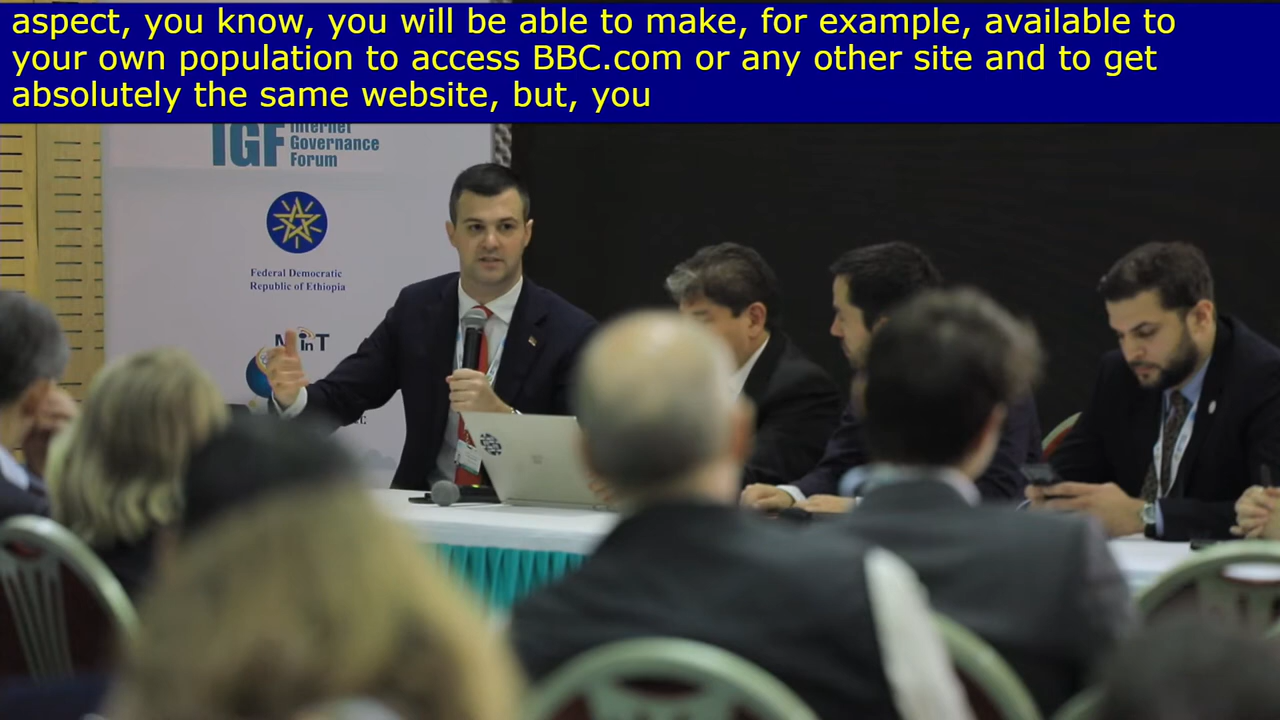 aspect, you know, you will be able to make, for example, available to
your own population to access BBC.com or any other site and to get
absolutely the same website, but, you
IGF
Internet
Governance
Forum
Federal Democratic
Republic of Ethiopia
MinT